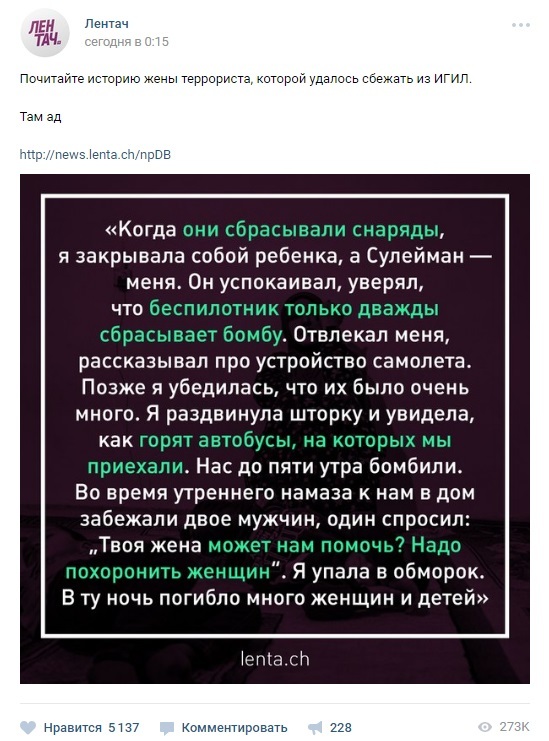 ЛЕН
ТАЧ.
Лентач
сегодня в 0:15
Почитайте историю жены террориста, которой удалось сбежать из ИГИЛ.
Там ад
http://news.lenta.ch/npDB
«Когда они сбрасывали снаряды,
я закрывала собой ребенка, а Сулейман —
меня. Он успокаивал, уверял,
что беспилотник только дважды
сбрасывает бомбу. Отвлекал меня,
рассказывал про устройство самолета.
Позже я убедилась, что их было очень
много. Я раздвинула шторку и увидела,
как горят автобусы, на которых мы
приехали. Нас до пяти утра бомбили.
Во время утреннего намаза к нам в дом
забежали двое мужчин, один спросил:
„Твоя жена может нам помочь? Надо
похоронить женщин“. Я упала в обморок.
В ту ночь погибло много женщин и детей»
lenta.ch
Нравится 5 137 Комментировать 228 273K